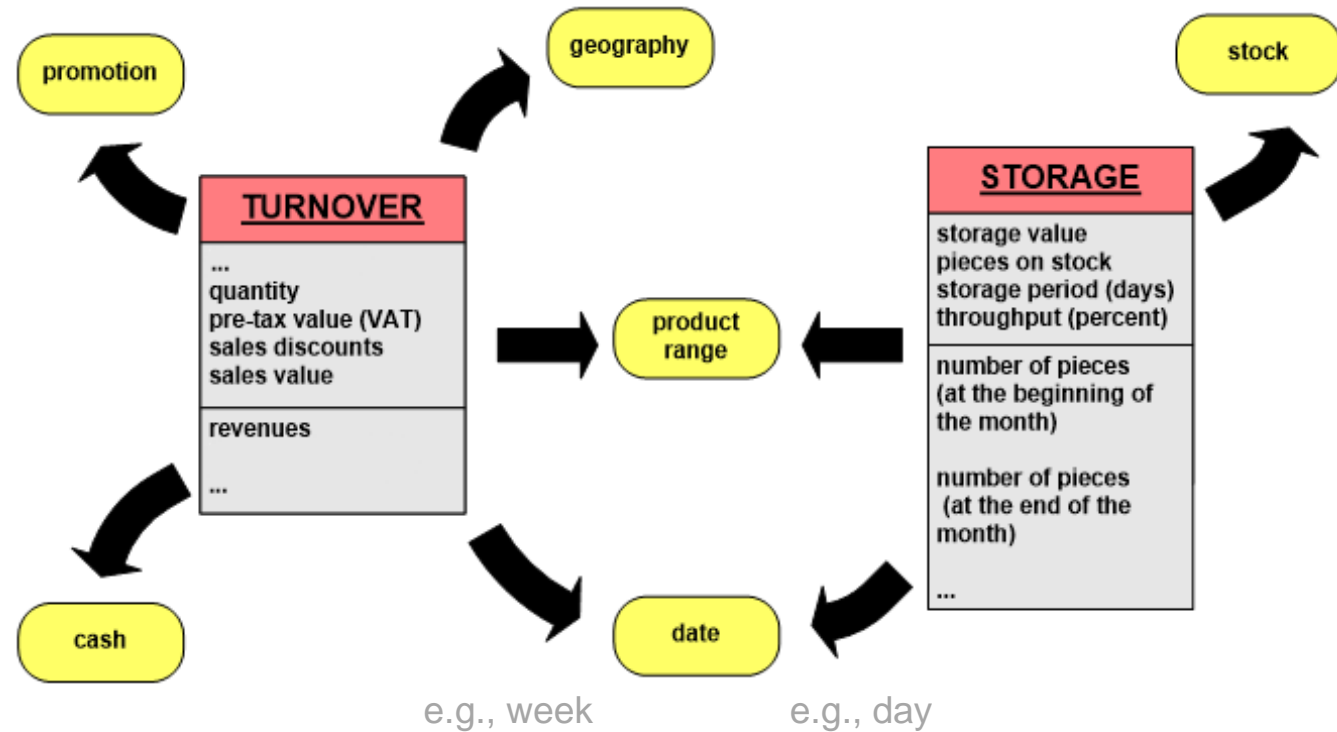 promotion
geography
stock
TURNOVER
...
quantity
pre-tax value (VAT)
sales discounts
sales value
revenues
...
product
range
STORAGE
storage value
pieces on stock
storage period (days)
throughput (percent)
number of pieces
(at the beginning of
the month)
number of pieces
(at the end of the
month)
...
cash
date
e.g., week
e.g., day